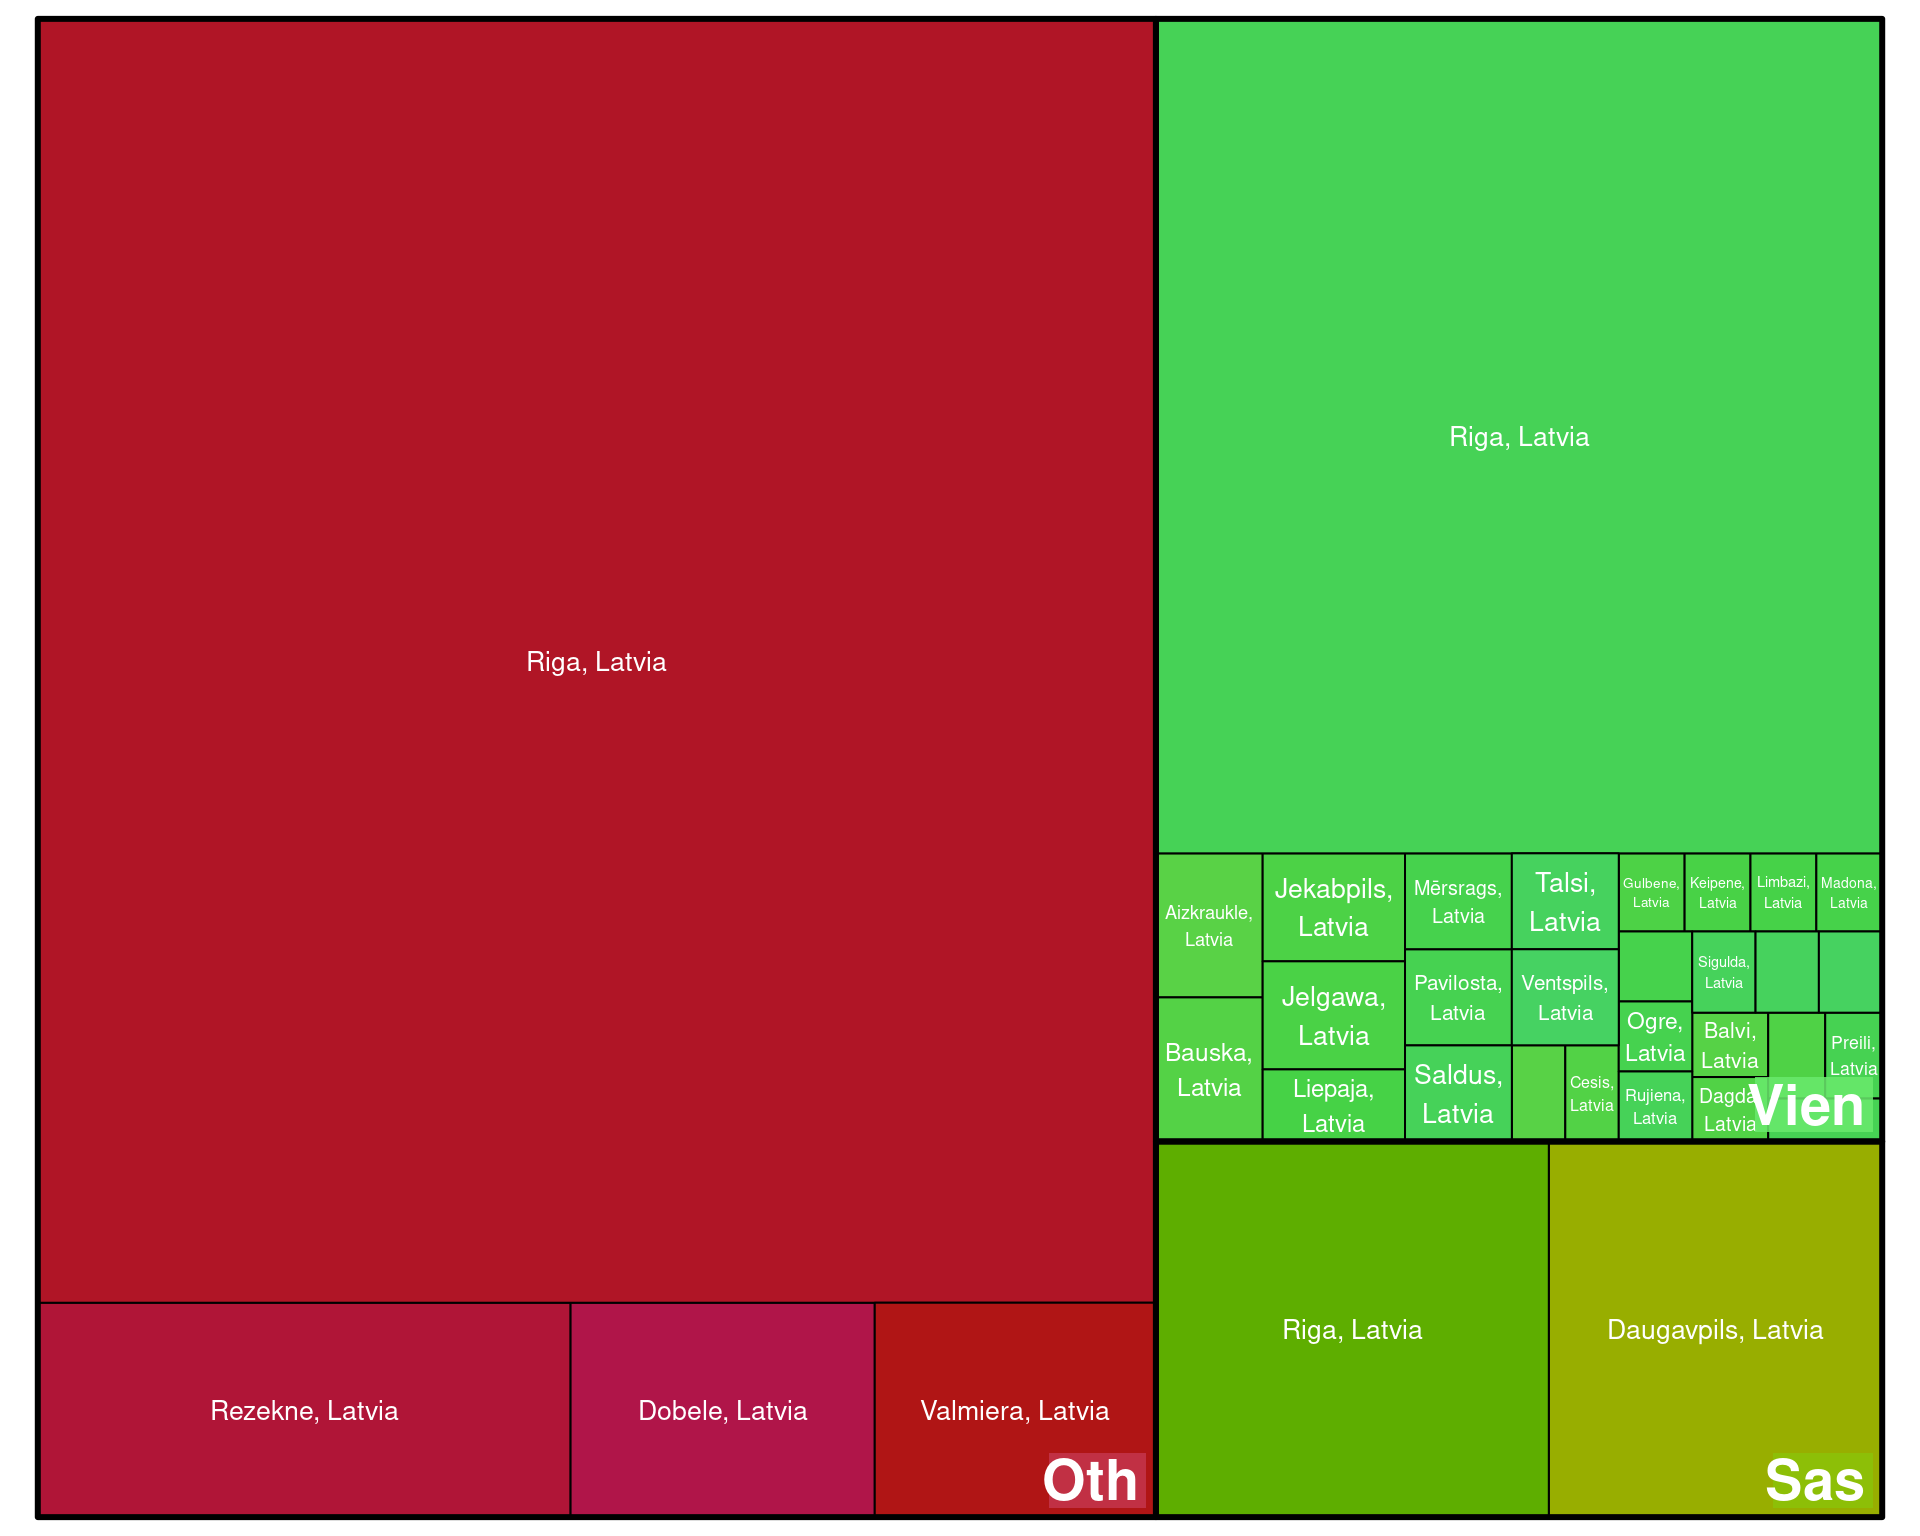 Riga, Latvia
Rezekne, Latvia
Dobele, Latvia
Valmiera, Latvia
Oth
Riga, Latvia
Aizkraukle,
Latvia
Bauska,
Latvia
Jekabpils,
Latvia
Jelgawa,
Latvia
Liepaja,
Latvia
Mērsrags,
Latvia
Pavilosta,
Latvia
Saldus,
Latvia
Talsi,
Latvia
Ventspils,
Latvia
Cesis,
Latvia
Gulbene,
Latvia
Keipene,
Latvia
Limbazi,
Latvia
Madona,
Latvia
Ogre,
Latvia
Rujiena,
Latvia
Sigulda,
Latvia
Balvi,
Latvia
Dagda,
Latvia
Preili,
Latvia
Vien
Riga, Latvia
Daugavpils, Latvia
Sas